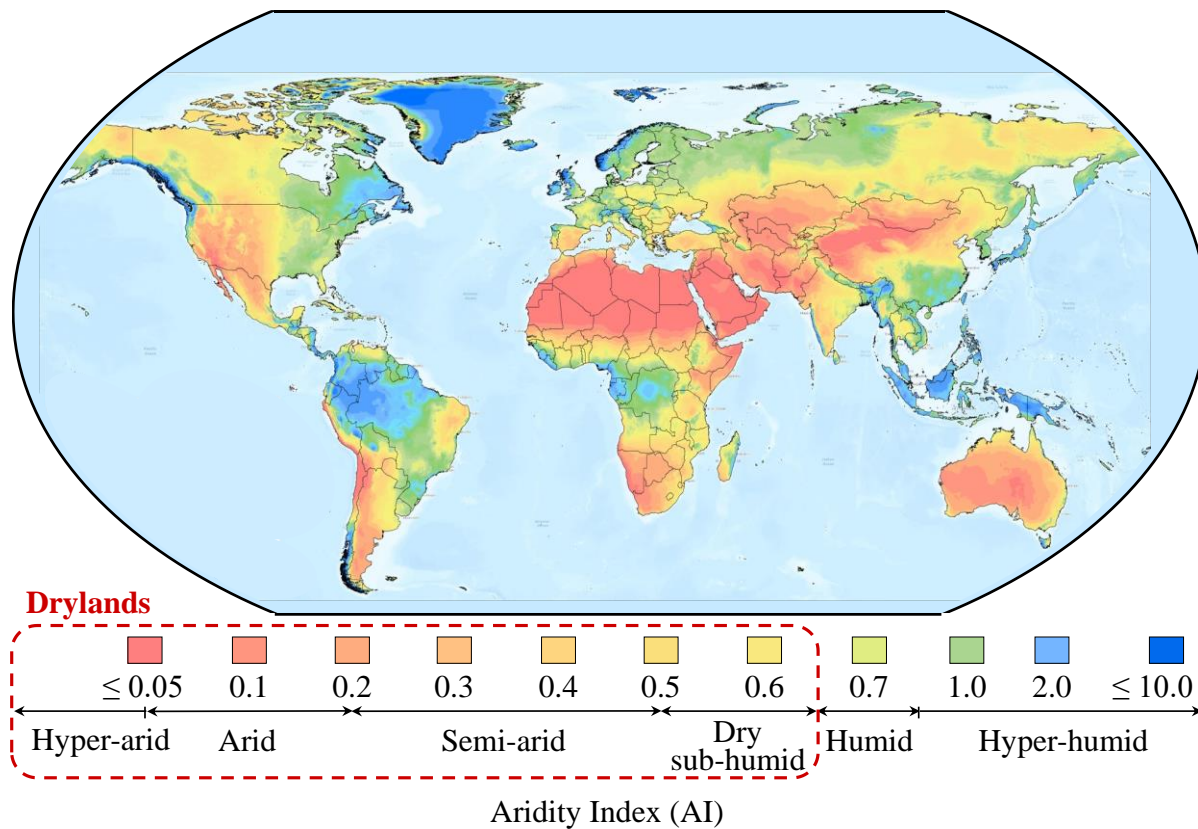 Drylands
≤ 0.05 0.1 0.2 0.3 0.4 0.5 0.6 0.7 1.0 2.0 ≤ 10.0
Hyper-arid Arid Semi-arid Dry sub-humid Humid Hyper-humid
Aridity Index (AI)